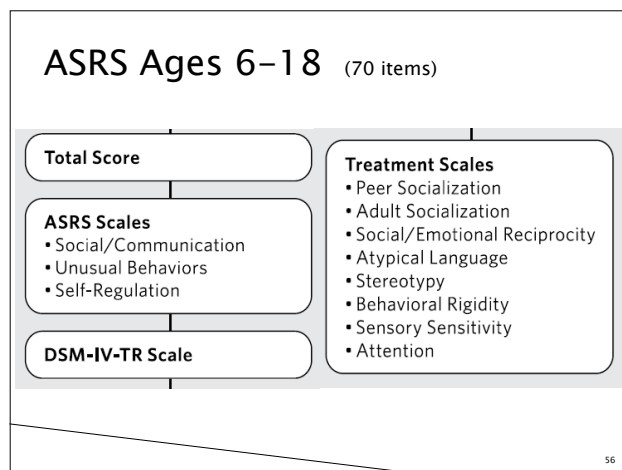 ASRS Ages 6–18 (70 items)
Total Score
ASRS Scales
▪ Social/Communication
▪ Unusual Behaviors
▪ Self-Regulation
DSM-IV-TR Scale
Treatment Scales
▪ Peer Socialization
▪ Adult Socialization
▪ Social/Emotional Reciprocity
▪ Atypical Language
▪ Stereotypy
▪ Behavioral Rigidity
▪ Sensory Sensitivity
▪ Attention
56